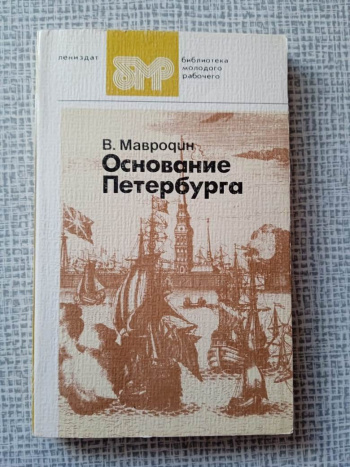 лениздат
БМР
библиотека
молодого
рабочего
В. Мавродин
Основание
Петербурга